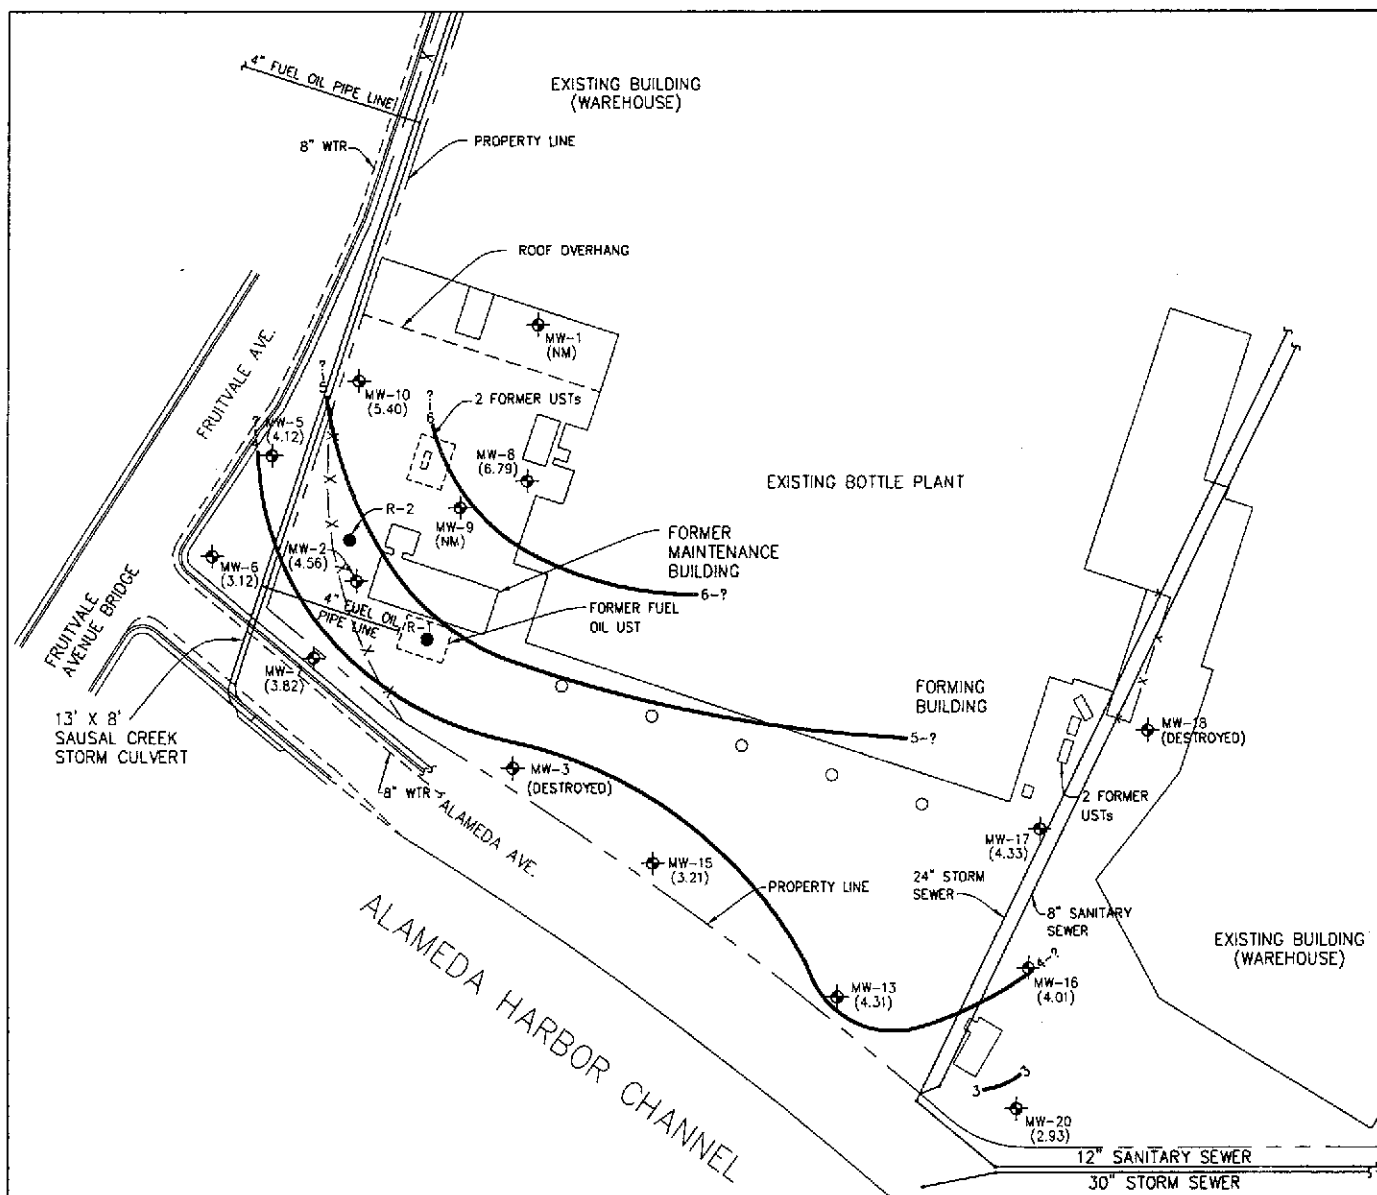 4" FUEL OIL PIPE LINE
EXISTING BUILDING
(WAREHOUSE)
8" WTR
PROPERTY LINE
ROOF OVERHANG
FRUITVALE AVE.
MW-1
(NM)
?
5
MW-10
(5.40)
?
6
2 FORMER USTs
?
4
MW-5
(4.12)
MW-8
(6.79)
EXISTING BOTTLE PLANT
R-2
MW-9
(NM)
FORMER
MAINTENANCE
BUILDING
MW-2
(4.56)
MW-6
(3.12)
6-?
4" FUEL OIL
PIPE LINE
R-1
FORMER FUEL
OIL UST
FRUITVALE
AVENUE BRIDGE
(3.82)
FORMING
BUILDING
13' X 8'
SAUSAL CREEK
STORM CULVERT
5-?
MW-18
(DESTROYED)
MW-3
(DESTROYED)
8" WTR
ALAMEDA AVE.
2 FORMER
USTs
MW-17
(4.33)
MW-15
(3.21)
PROPERTY LINE
24" STORM
SEWER
8" SANITARY
SEWER
ALAMEDA HARBOR CHANNEL
EXISTING BUILDING
(WAREHOUSE)
4-?
MW-16
(4.01)
MW-13
(4.31)
3
3
MW-20
(2.93)
12" SANITARY SEWER
30" STORM SEWER